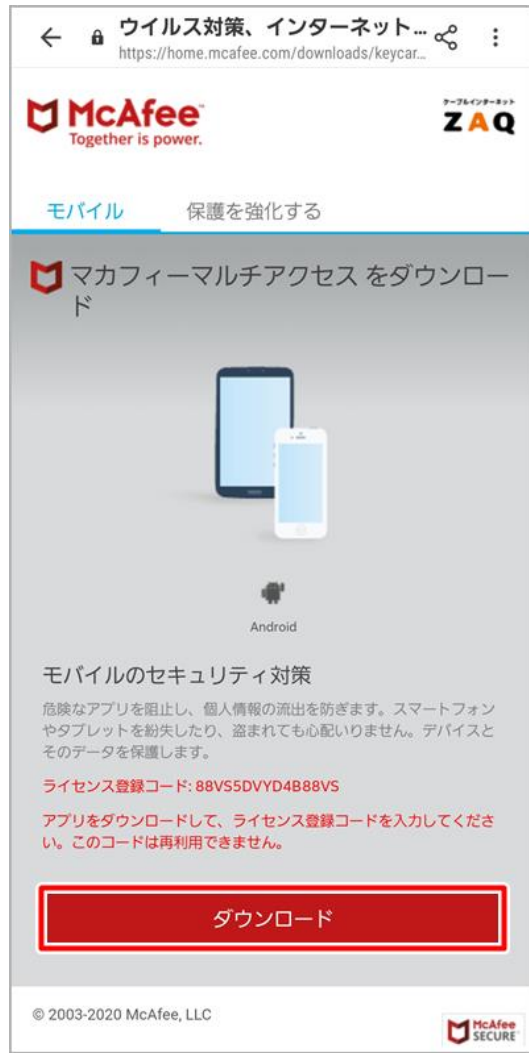 ウイルス対策、インターネット...
https://home.mcafee.com/downloads/keycar...
McAfee™
Together is power.
ケーブルインターネット
ZAQ
モバイル 保護を強化する
マカフィーマルチアクセス をダウンロー
ド
Android
モバイルのセキュリティ対策
危険なアプリを阻止し、個人情報の流出を防ぎます。スマートフォン
やタブレットを紛失したり、盗まれても心配いりません。デバイスと
そのデータを保護します。
ライセンス登録コード: 88VS5DVYD4B88VS
アプリをダウンロードして、ライセンス登録コードを入力してくださ
い。このコードは再利用できません。
ダウンロード
© 2003-2020 McAfee, LLC
McAfee
SECURE